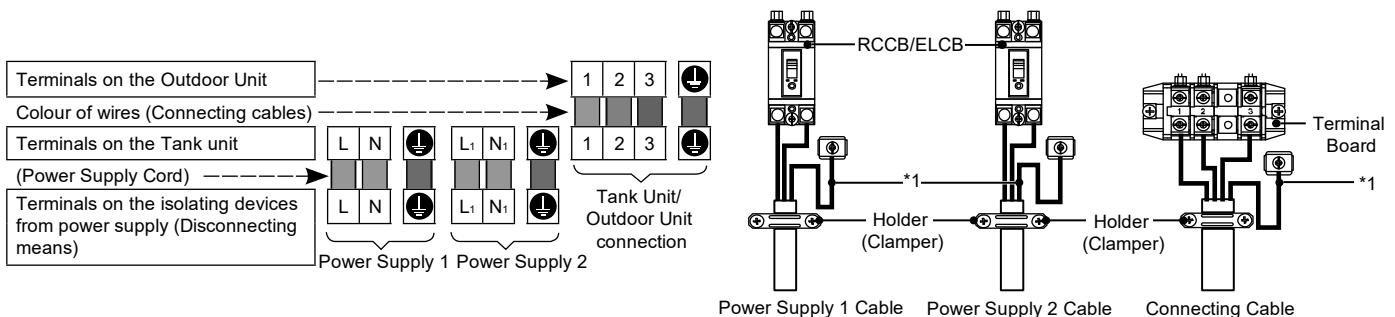 Terminals on the Outdoor Unit
1 2 3
Colour of wires (Connecting cables)
Terminals on the Tank unit
L N
L1 N1
1 2 3
(Power Supply Cord)
Terminals on the isolating devices
from power supply (Disconnecting
means)
L N
L1 N1
Tank Unit/
Outdoor Unit
connection
Power Supply 1
Power Supply 2
RCCB/ELCB
*1
Holder
(Clamper)
Holder
(Clamper)
1 2 3
Terminal
Board
*1
Power Supply 1 Cable
Power Supply 2 Cable
Connecting Cable